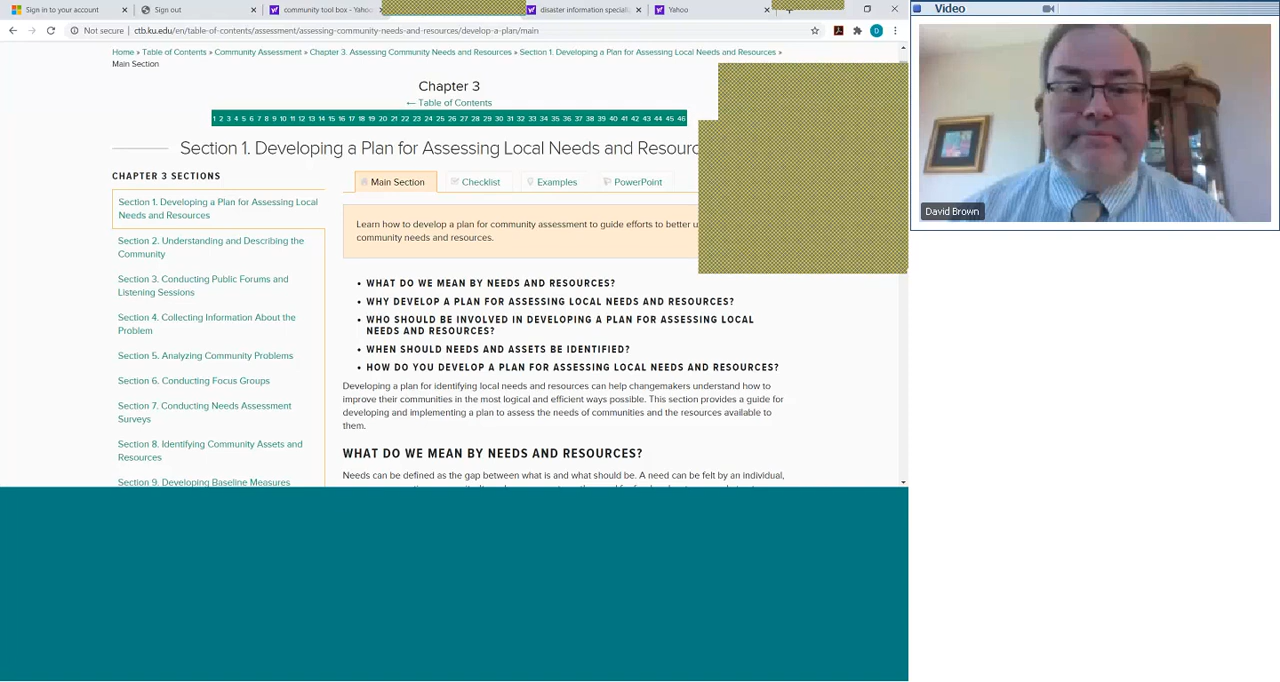 Sign in to your account
Sign out
community tool box - Yahoo
disaster information speciali
Yahoo
Not secure | ctb.ku.edu/en/table-of-contents/assessment/assessing-community-needs-and-resources/develop-a-plan/main
D
Video
Home » Table of Contents » Community Assessment » Chapter 3. Assessing Community Needs and Resources » Section 1. Developing a Plan for Assessing Local Needs and Resources »
Main Section
Chapter 3
← Table of Contents
1 2 3 4 5 6 7 8 9 10 11 12 13 14 15 16 17 18 19 20 21 22 23 24 25 26 27 28 29 30 31 32 33 34 35 36 37 38 39 40 41 42 43 44 45 46
Section 1. Developing a Plan for Assessing Local Needs and Resourc
CHAPTER 3 SECTIONS
Section 1. Developing a Plan for Assessing Local
Needs and Resources
Section 2. Understanding and Describing the
Community
Section 3. Conducting Public Forums and
Listening Sessions
Section 4. Collecting Information About the
Problem
Section 5. Analyzing Community Problems
Section 6. Conducting Focus Groups
Section 7. Conducting Needs Assessment
Surveys
Section 8. Identifying Community Assets and
Resources
Section 9. Developing Baseline Measures
Main Section Checklist Examples PowerPoint
Learn how to develop a plan for community assessment to guide efforts to better u
community needs and resources.
• WHAT DO WE MEAN BY NEEDS AND RESOURCES?
• WHY DEVELOP A PLAN FOR ASSESSING LOCAL NEEDS AND RESOURCES?
• WHO SHOULD BE INVOLVED IN DEVELOPING A PLAN FOR ASSESSING LOCAL
NEEDS AND RESOURCES?
• WHEN SHOULD NEEDS AND ASSETS BE IDENTIFIED?
• HOW DO YOU DEVELOP A PLAN FOR ASSESSING LOCAL NEEDS AND RESOURCES?
Developing a plan for identifying local needs and resources can help changemakers understand how to
improve their communities in the most logical and efficient ways possible. This section provides a guide for
developing and implementing a plan to assess the needs of communities and the resources available to
them.
WHAT DO WE MEAN BY NEEDS AND RESOURCES?
Needs can be defined as the gap between what is and what should be. A need can be felt by an individual,
David Brown